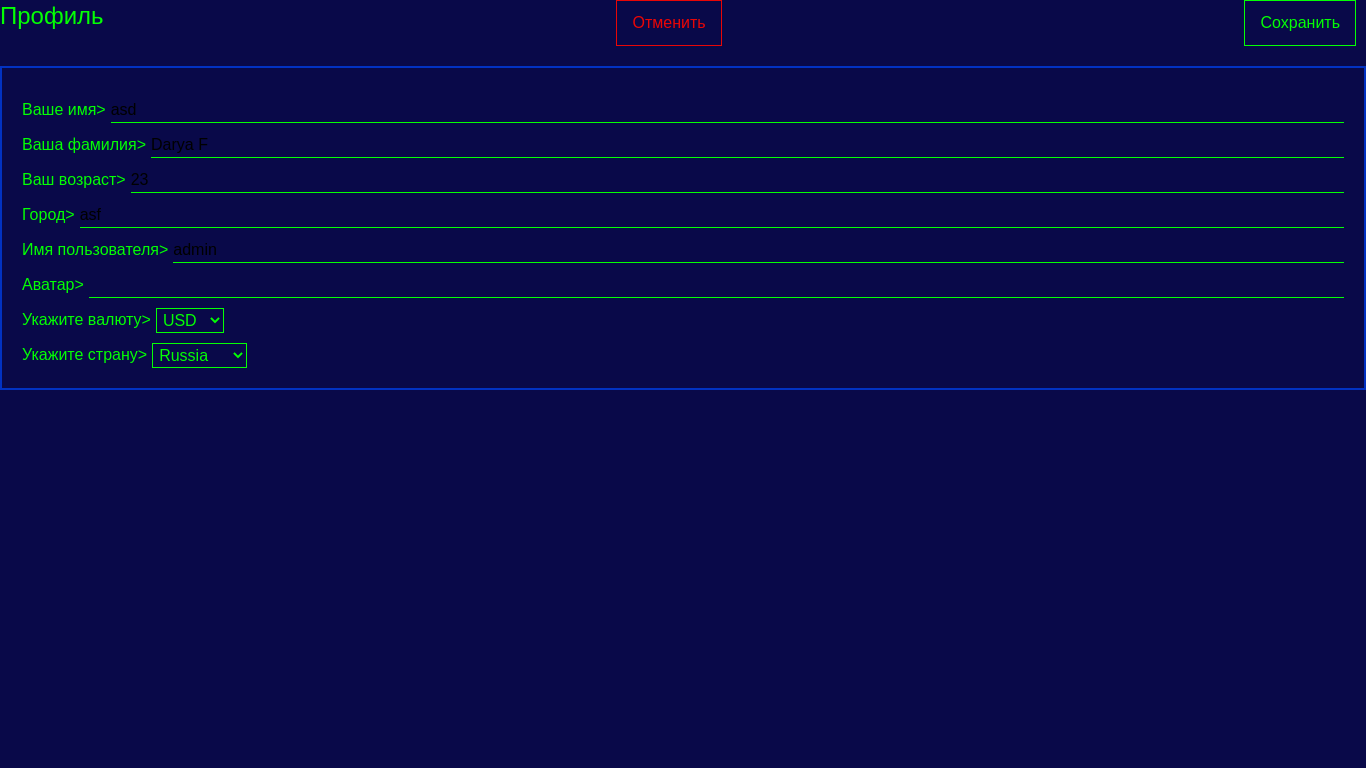 Профиль Отменить Сохранить
Ваше имя> asd
Ваша фамилия> Darya F
Ваш возраст> 23
Город> asf
Имя пользователя> admin
Аватар>
Укажите валюту> USD
Укажите страну> Russia